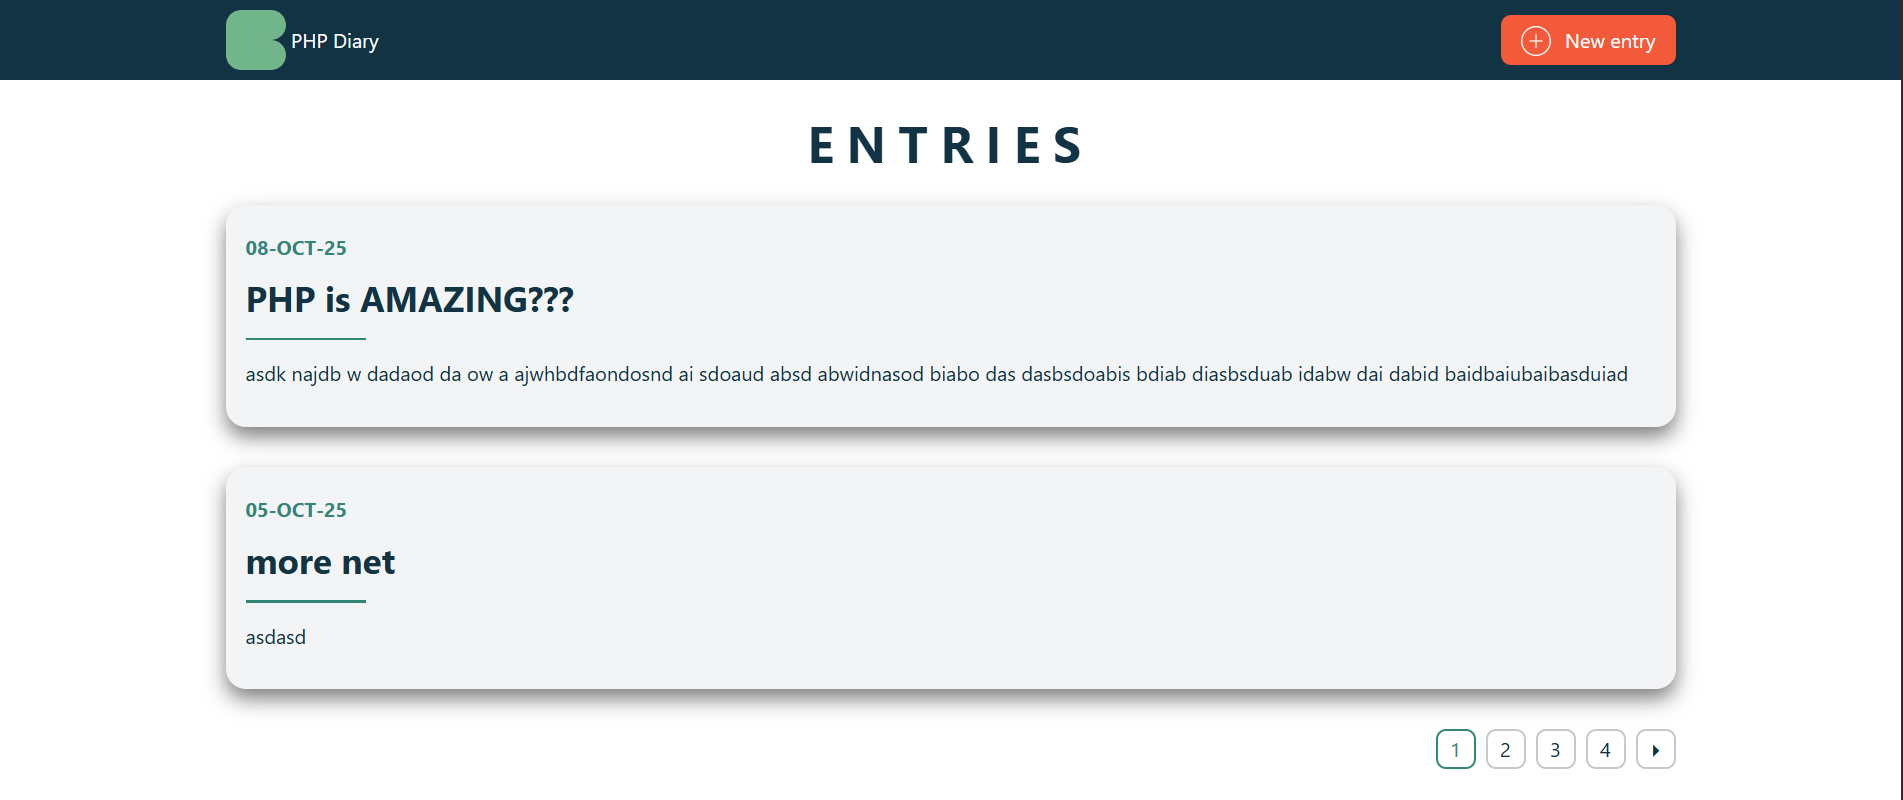 PHP Diary
New entry
ENTRIES
08-OCT-25
PHP is AMAZING???
asdk najdb w dadaod da ow a ajwhbdfaondosnd ai sdoaud absd abwidnasod biabo das dasbsdoabis bdiab diasbsduab idabw dai dabid baidbaiubaibasduiad
05-OCT-25
more net
asdasd
1 2 3 4